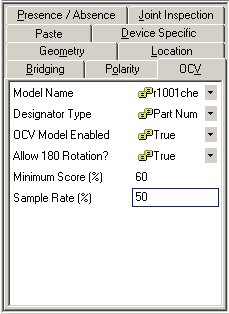 Presence / Absence Joint Inspection
Paste Device Specific
Geometry Location
Bridging Polarity OCV
Model Name r1001che
Designator Type Part Num
OCV Model Enabled True
Allow 180 Rotation? True
Minimum Score (%) 60
Sample Rate (%) 50